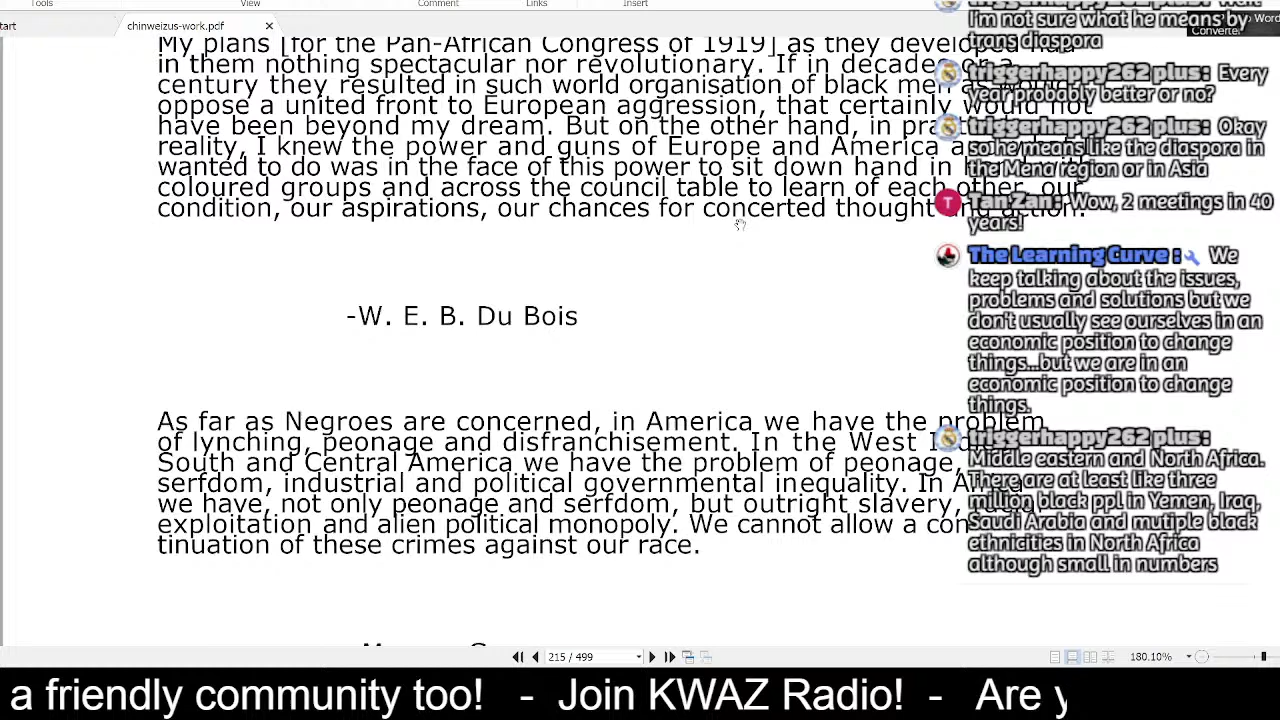 Tools View Comment Links Insert
tart chinweizus-work.pdf
Word
Converter
My plans [for the Pan-African Congress of 1919] as they develo
in them nothing spectacular nor revolutionary. If in decades or a
century they resulted in such world organisation of black men as would
oppose a united front to European aggression, that certainly would not
have been beyond my dream. But on the other hand, in pra
reality, I knew the power and guns of Europe and America a
wanted to do was in the face of this power to sit down hand in
coloured groups and across the council table to learn of each other, our
condition, our aspirations, our chances for concerted thought and action.
-W. E. B. Du Bois
As far as Negroes are concerned, in America we have the problem
of lynching, peonage and disfranchisement. In the West
South and Central America we have the problem of peonage,
serfdom, industrial and political governmental inequality. In
we have, not only peonage and serfdom, but outright slavery,
exploitation and alien political monopoly. We cannot allow a con
tinuation of these crimes against our race.
I'm not sure what he means by
trans diaspora
triggerhappy262 plus: Every
year probably better or no?
triggerhappy262 plus: Okay
so he means like the diaspora in
the Mena region or in Asia
T Tan Zan: Wow, 2 meetings in 40
years!
The Learning Curve : We
keep talking about the issues,
problems and solutions but we
don't usually see ourselves in an
economic position to change
things...but we are in an
economic position to change
things.
triggerhappy262 plus:
Middle eastern and North Africa.
There are at least like three
million black ppl in Yemen, Iraq,
Saudi Arabia and mutiple black
ethnicities in North Africa
although small in numbers
215 / 499
180.10%
a friendly community too! - Join KWAZ Radio! - Are y